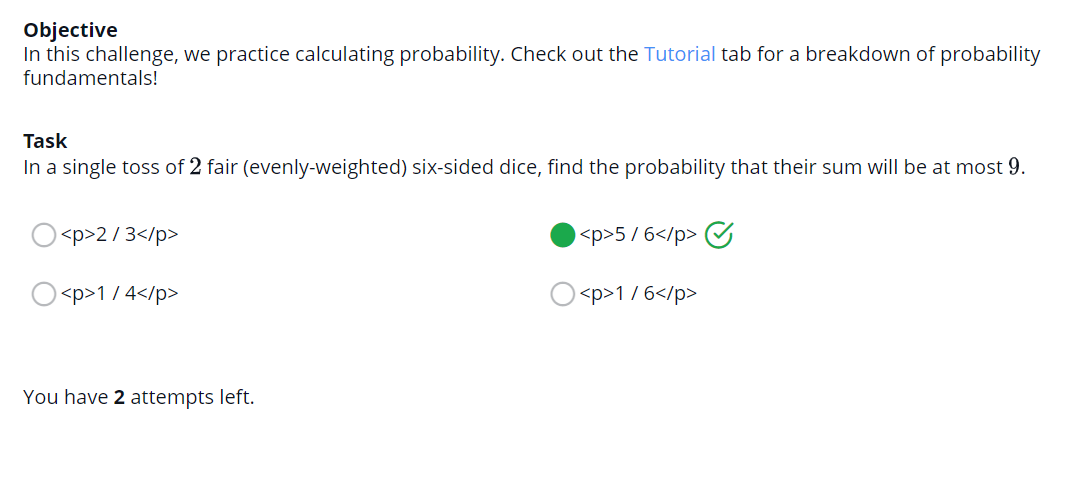 Objective
In this challenge, we practice calculating probability. Check out the Tutorial tab for a breakdown of probability
fundamentals!
Task
In a single toss of 2 fair (evenly-weighted) six-sided dice, find the probability that their sum will be at most 9.
<p>2 / 3</p>
<p>5 / 6</p>
<p>1 / 4</p>
<p>1 / 6</p>
You have 2 attempts left.